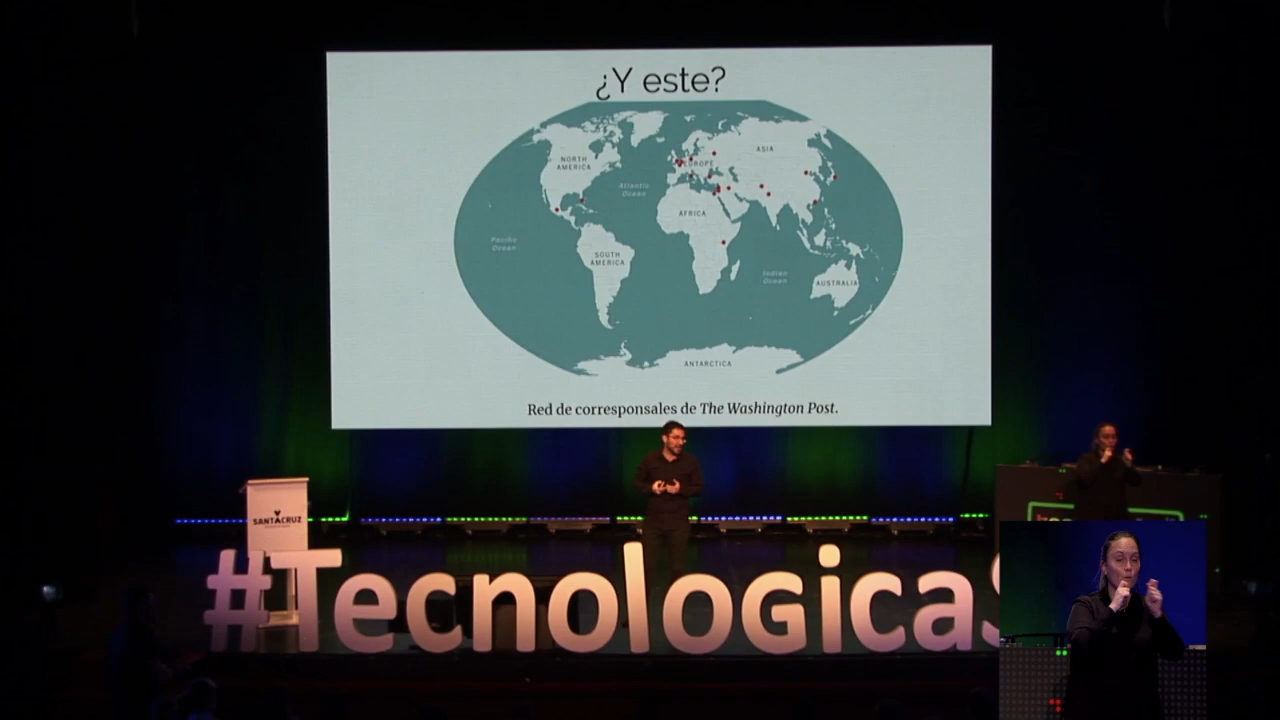 ¿Y este?
NORTH
AMERICA
Atlantic
Ocean
EUROPE
ASIA
AFRICA
Pacific
Ocean
SOUTH
AMERICA
Indian
Ocean
AUSTRALIA
ANTARCTICA
Red de corresponsales de The Washington Post.
SANTACRUZ
#Tecnologicas